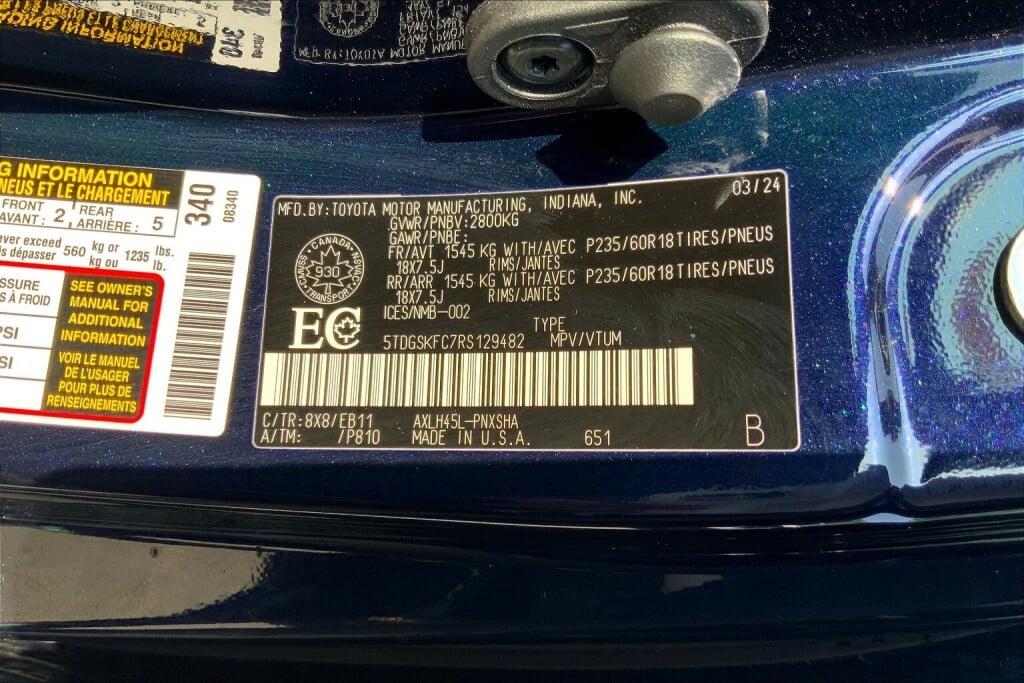 G INFORMATION
PNEUS ET LE CHARGEMENT
FRONT 2 REAR 5
AVANT : ARRIÈRE :
340
08340
ever exceed 560 kg or 1235 lbs.
is dépasser kg ou lb.
SSURE
S À FROID
PSI
SI
SEE OWNER'S
MANUAL FOR
ADDITIONAL
INFORMATION
VOIR LE MANUEL
DE L'USAGER
POUR PLUS DE
RENSEIGNEMENTS
03/24
MFD.BY:TOYOTA MOTOR MANUFACTURING, INDIANA, INC.
GVWR/PNBV:2800KG
GAWR/PNBE:
FR/AVT 1545 KG WITH/AVEC P235/60R18TIRES/PNEUS
18X7.5J RIMS/JANTES
RR/ARR 1545 KG WITH/AVEC P235/60R18TIRES/PNEUS
18X7.5J RIMS/JANTES
ICES/NMB-002
CANADA
930
TRANSPORT
EC
TYPE
5TDGSKFC7RS129482 MPV/VTUM
C/TR:8X8/EB11 AXLH45L-PNXSHA
A/TM: /P810 MADE IN U.S.A. 651
B